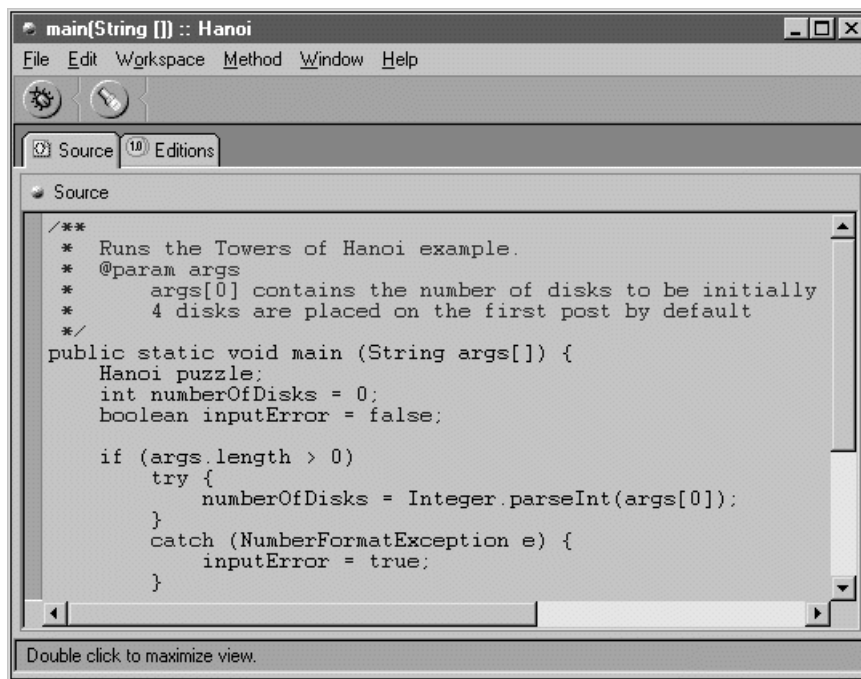 main(String []) :: Hanoi
File Edit Workspace Method Window Help
Source 1.0 Editions
Source
/**
 *  Runs the Towers of Hanoi example.
 *  @param args
 *      args[0] contains the number of disks to be initially
 *      4 disks are placed on the first post by default
 */
public static void main (String args[]) {
    Hanoi puzzle;
    int numberOfDisks = 0;
    boolean inputError = false;

    if (args.length > 0)
        try {
            numberOfDisks = Integer.parseInt(args[0]);
        }
        catch (NumberFormatException e) {
            inputError = true;
        }
Double click to maximize view.